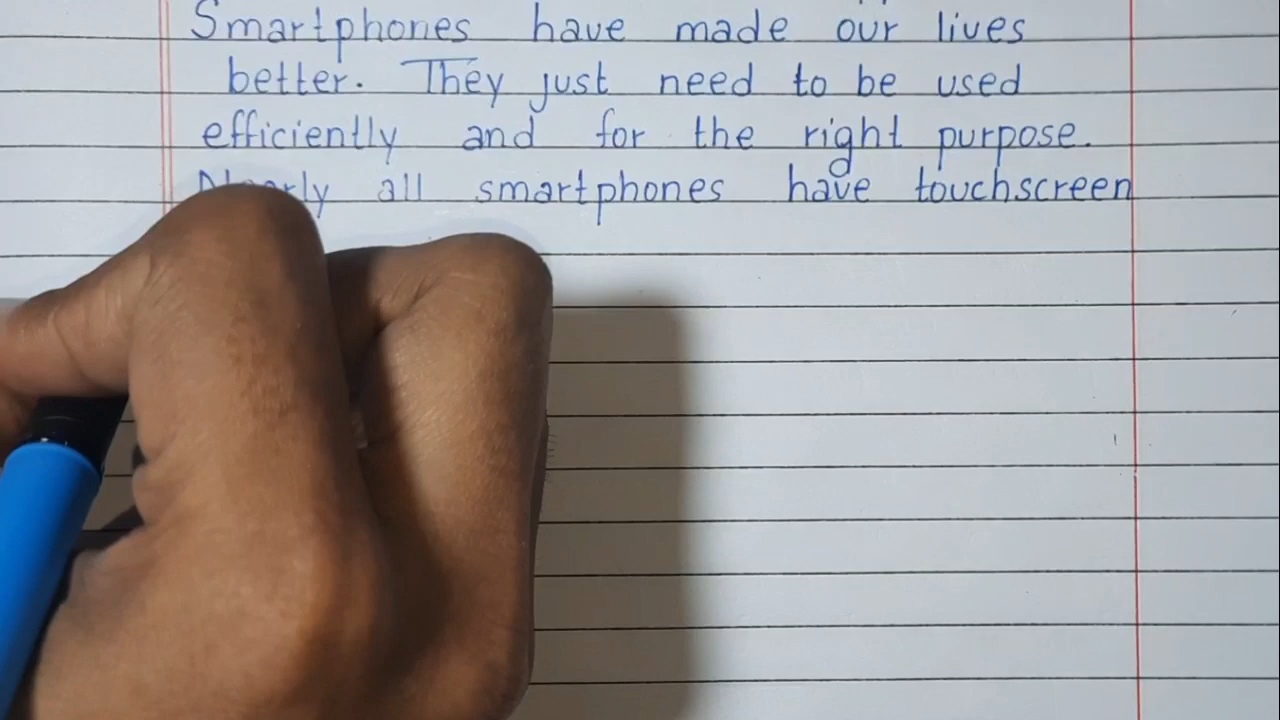 Smartphones have made our lives
better. They just need to be used
efficiently and for the right purpose.
Nearly all smartphones have touchscreen